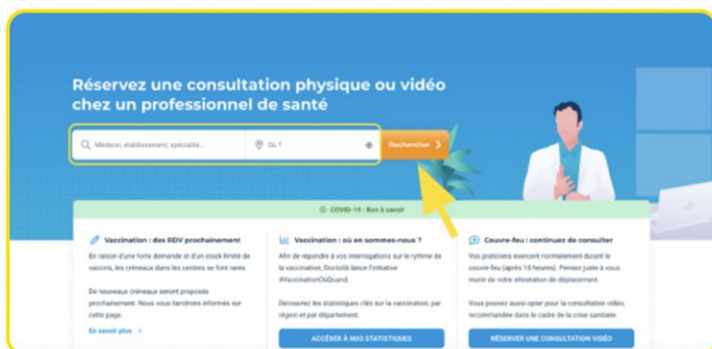 Réservez une consultation physique ou vidéo
chez un professionnel de santé
Médecin, établissement, spécialité...
Où ?
Rechercher
COVID-19 : Bon à savoir
Vaccination : des RDV prochainement
En raison d'une forte demande et d'un stock limité de
vaccins, les créneaux dans les centres se font rares.
De nouveaux créneaux seront proposés
prochainement. Nous vous tiendrons informés sur
cette page.
En savoir plus
Vaccination : où en sommes-nous ?
Afin de répondre à vos interrogations sur le rythme de
la vaccination, Doctolib lance l'initiative
#VaccinationOùQuand
Découvrez les statistiques clés sur la vaccination, par
région et par département.
ACCÉDER À NOS STATISTIQUES
Couvre-feu : continuez de consulter
Vos praticiens exercent normalement durant le
couvre-feu (après 18 heures). Pensez juste à vous
munir de votre attestation de déplacement.
Vous pouvez aussi opter pour la consultation vidéo,
recommandée dans le cadre de la crise sanitaire.
RÉSERVER UNE CONSULTATION VIDÉO